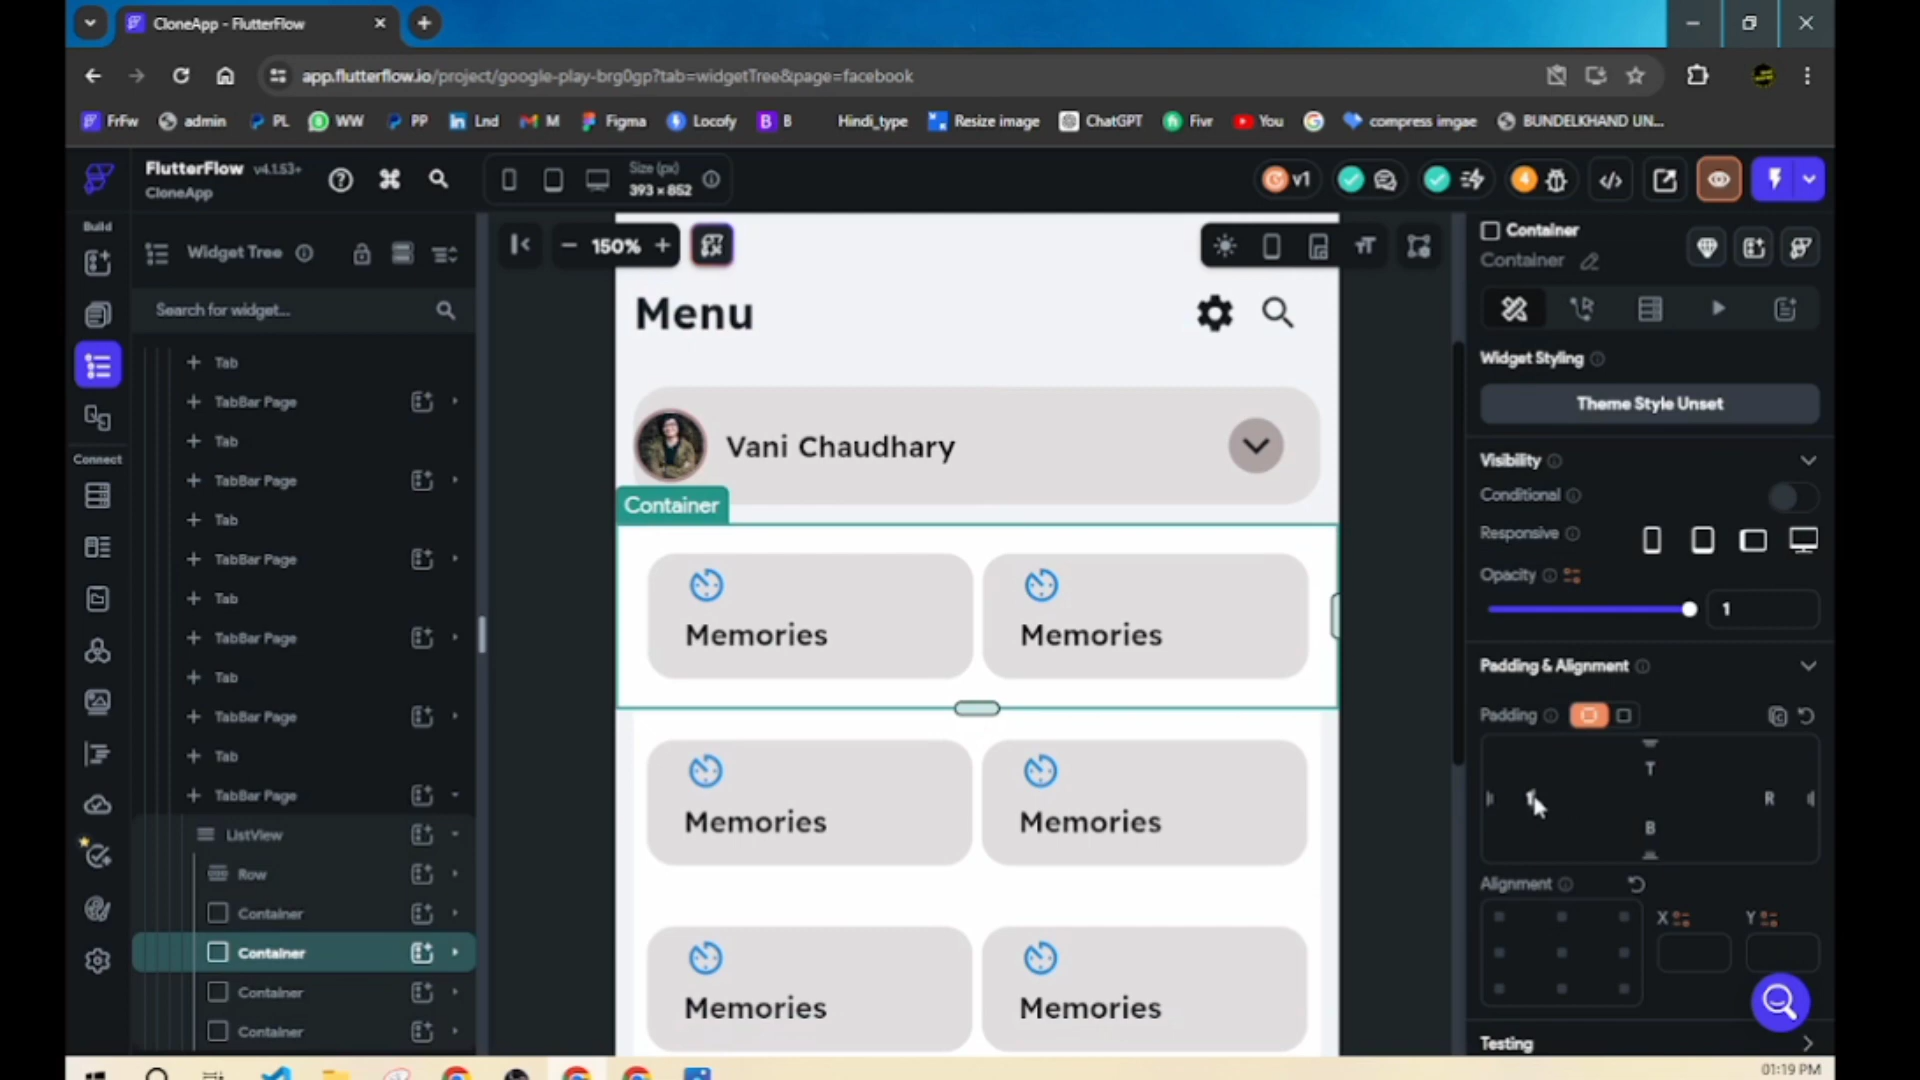 CloneApp - FlutterFlow
app.flutterflow.io/project/google-play-brg0gp?tab=widgetTree&page=facebook
FrFw admin PL WW PP Lnd M Figma Locofy B Hindi_type Resize image ChatGPT Fivr You compress imgae BUNDELKHAND UN...
FlutterFlow v4.1.53+
CloneApp
Size (px)
393 × 852
v1
4
Build
Connect
Widget Tree
Search for widget...
Tab
TabBar Page
Tab
TabBar Page
Tab
TabBar Page
Tab
TabBar Page
Tab
TabBar Page
Tab
TabBar Page
ListView
Row
Container
Container
Container
Container
150%
Menu
Vani Chaudhary
Container
Memories Memories
Memories Memories
Memories Memories
Container
Container
Widget Styling
Theme Style Unset
Visibility
Conditional
Responsive
Opacity
1
Padding & Alignment
Padding
T
1 R
B
Alignment
X Y
Testing
01:19 PM